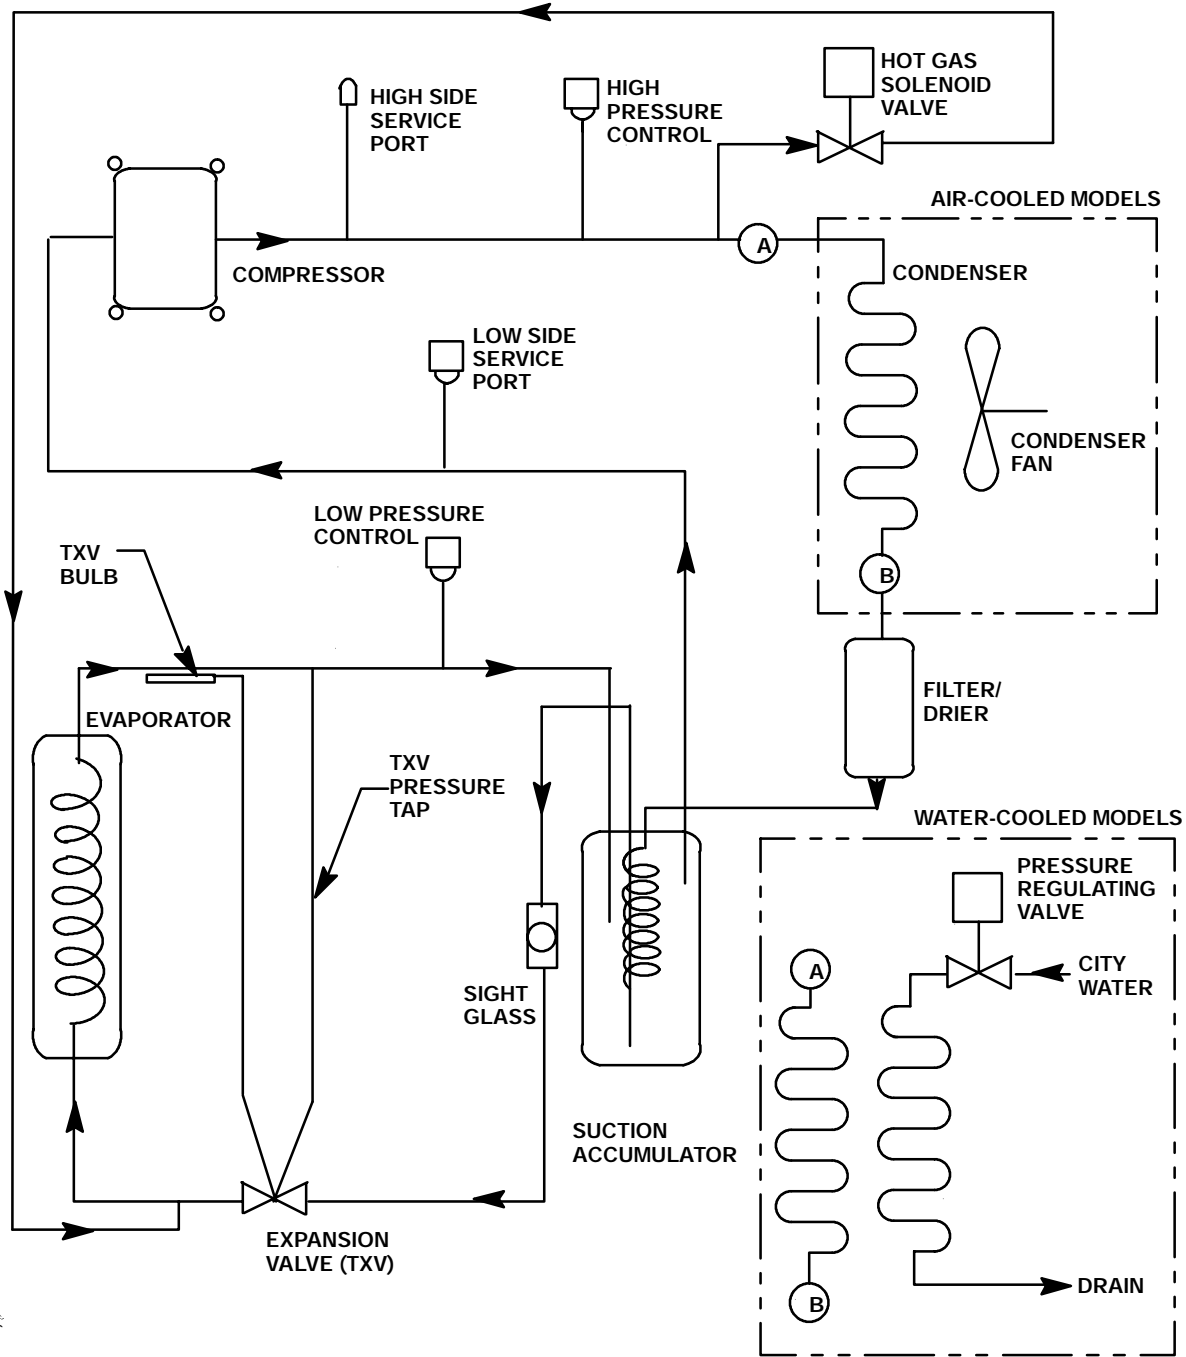 HOT GAS
SOLENOID
VALVE
HIGH SIDE
SERVICE
PORT
HIGH
PRESSURE
CONTROL
AIR-COOLED MODELS
A
COMPRESSOR
CONDENSER
LOW SIDE
SERVICE
PORT
CONDENSER
FAN
LOW PRESSURE
CONTROL
TXV
BULB
B
EVAPORATOR
FILTER/
DRIER
TXV
PRESSURE
TAP
WATER-COOLED MODELS
PRESSURE
REGULATING
VALVE
A
CITY
WATER
SIGHT
GLASS
SUCTION
ACCUMULATOR
EXPANSION
VALVE (TXV)
DRAIN
B